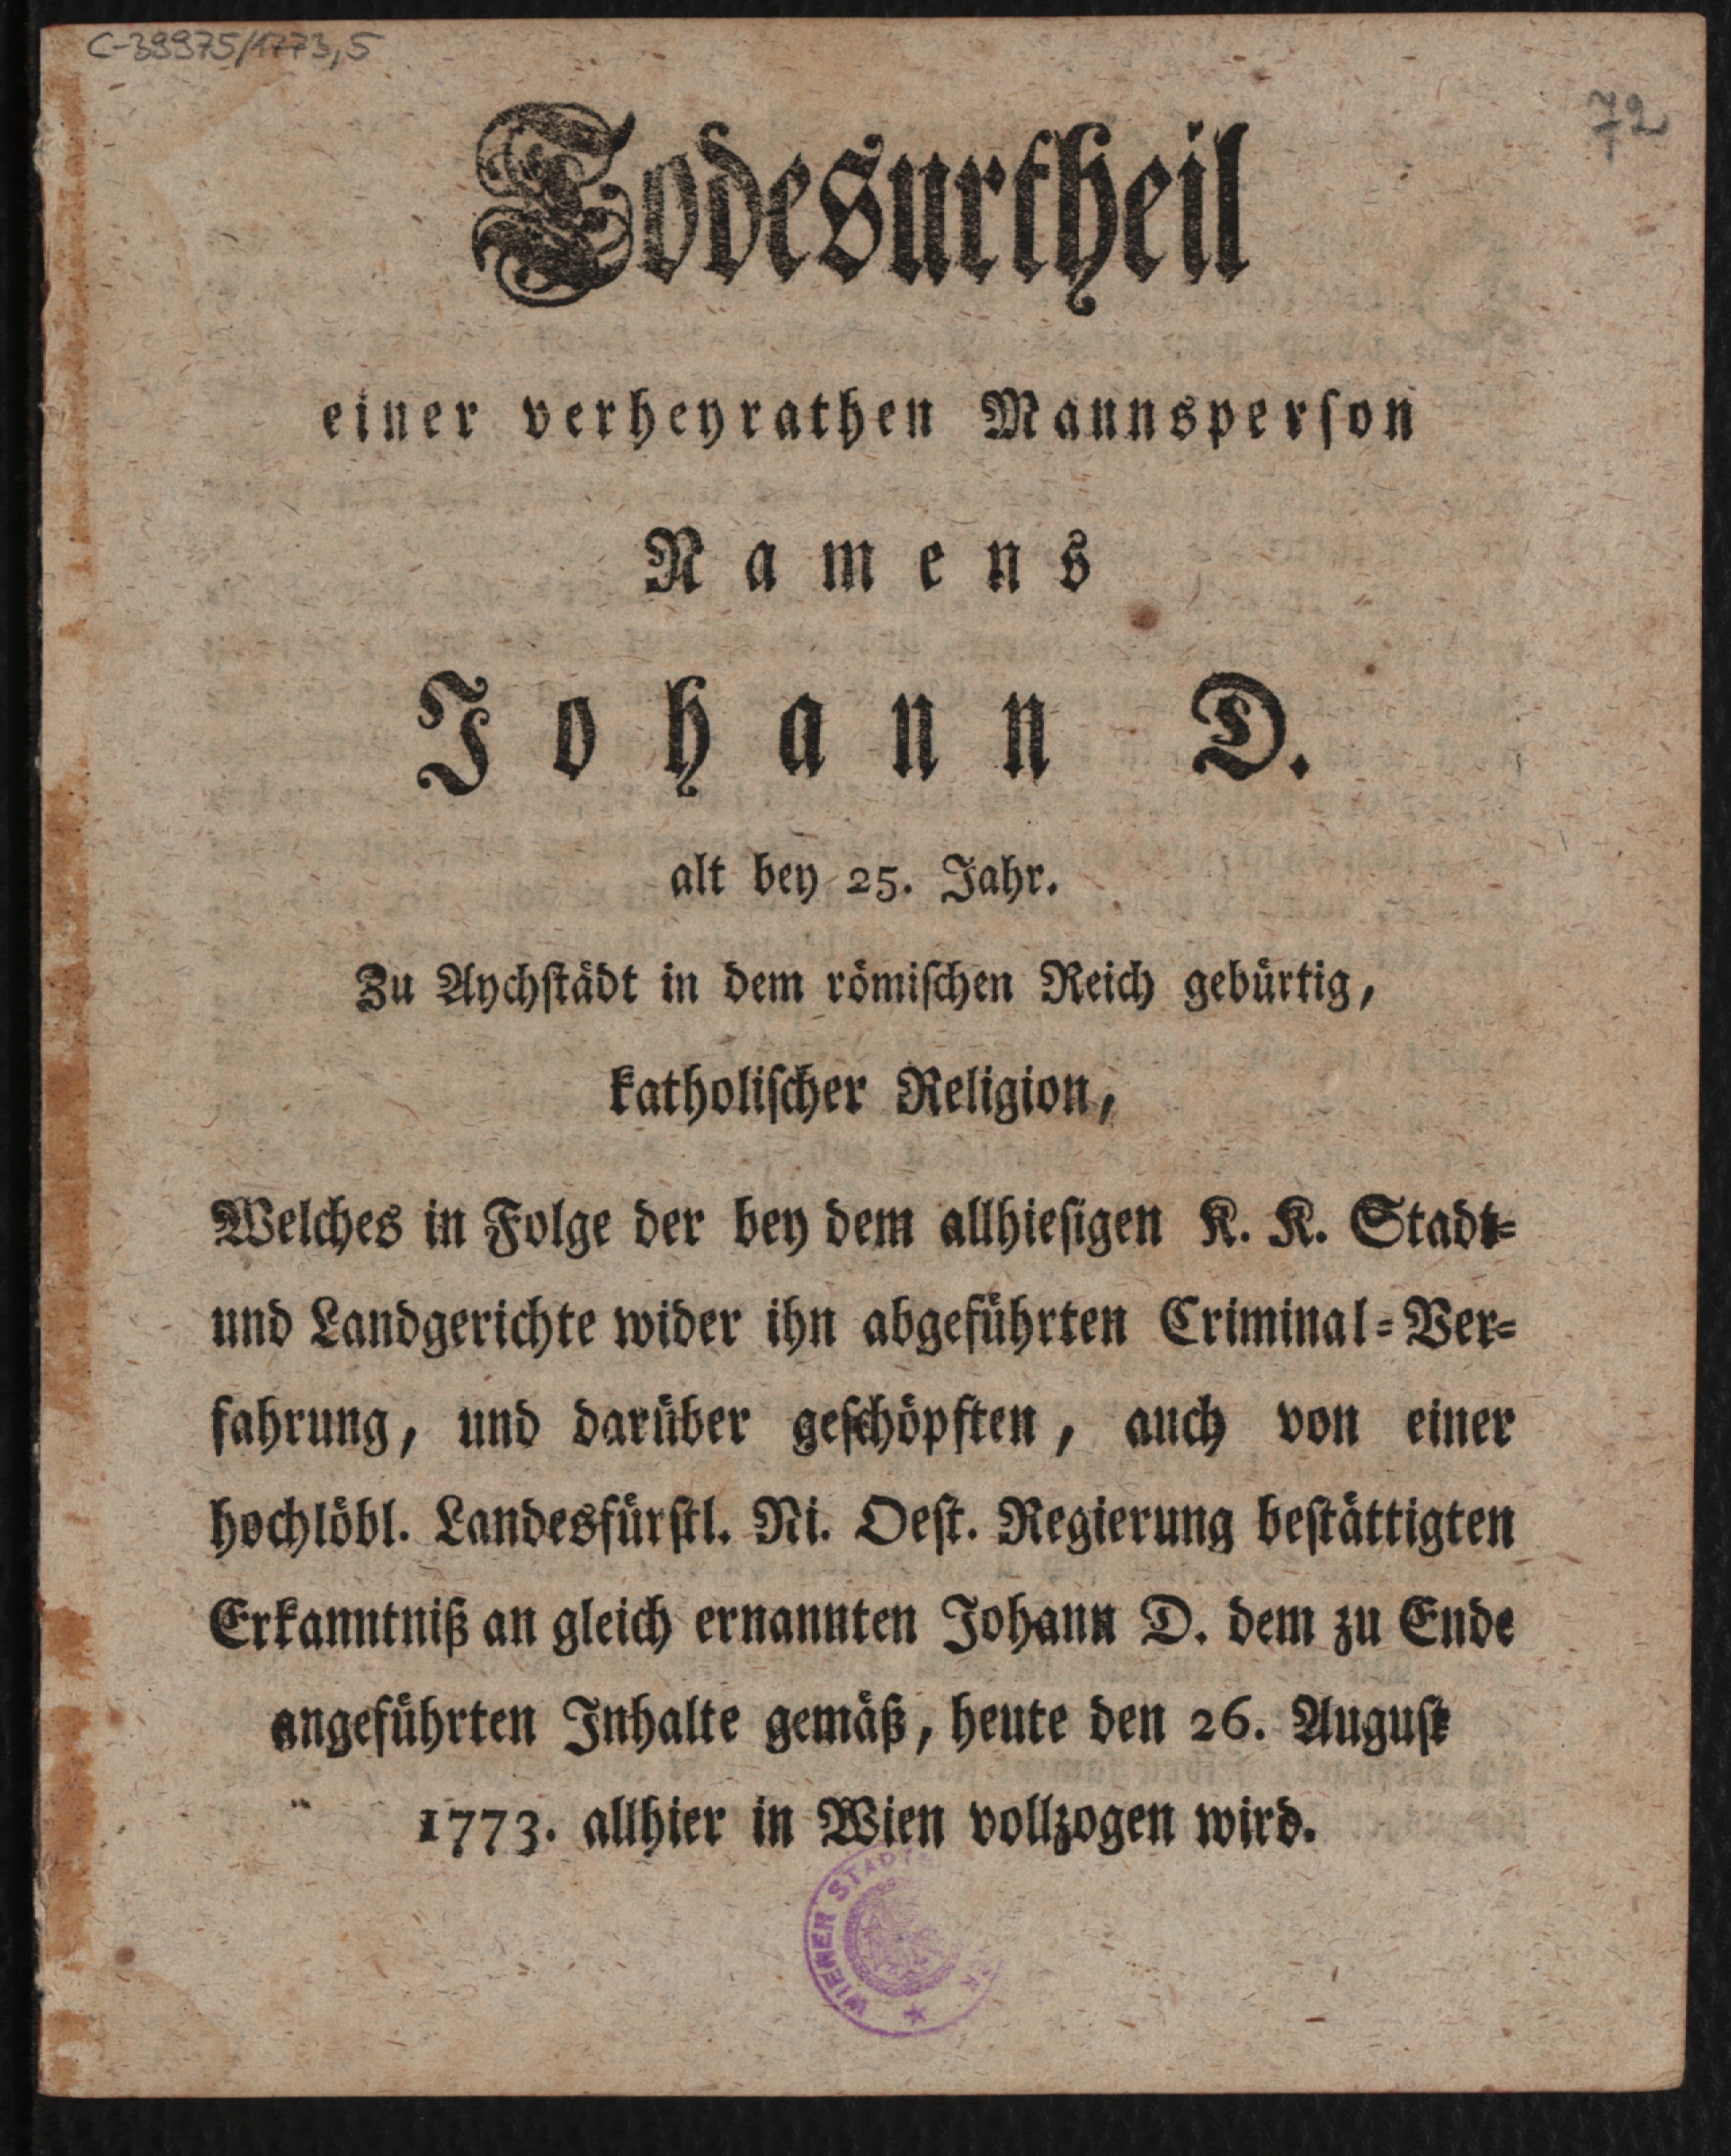 C-39975/1773,5
72
Todesurtheil
einer verheyrathen Mannsperson
Namens
Johann D.
alt bey 25. Jahr.
Zu Aychstädt in dem römischen Reich gebürtig,
katholischer Religion,
Welches in Folge der bey dem allhiesigen K. K. Stadt-
und Landgerichte wider ihn abgeführten Criminal-Ver-
fahrung, und darüber geschöpften, auch von einer
hochlöbl. Landesfürstl. Ni. Oest. Regierung bestättigten
Erkanntniß an gleich ernannten Johann D. dem zu Ende
angeführten Inhalte gemäß, heute den 26. August
1773. allhier in Wien vollzogen wird.
WIENER